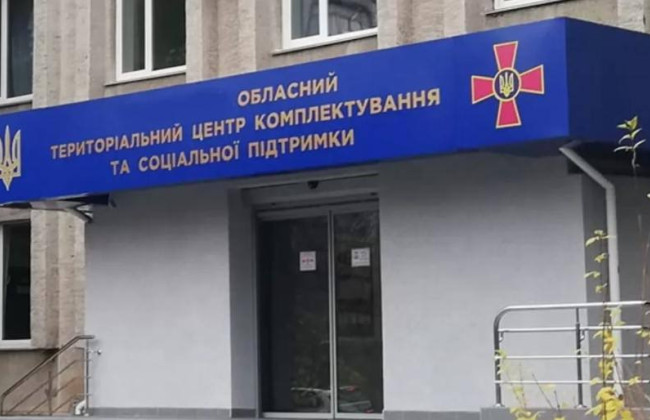 ОБЛАСНИЙ
ТЕРИТОРІАЛЬНИЙ ЦЕНТР КОМПЛЕКТУВАННЯ
ТА СОЦІАЛЬНОЇ ПІДТРИМКИ